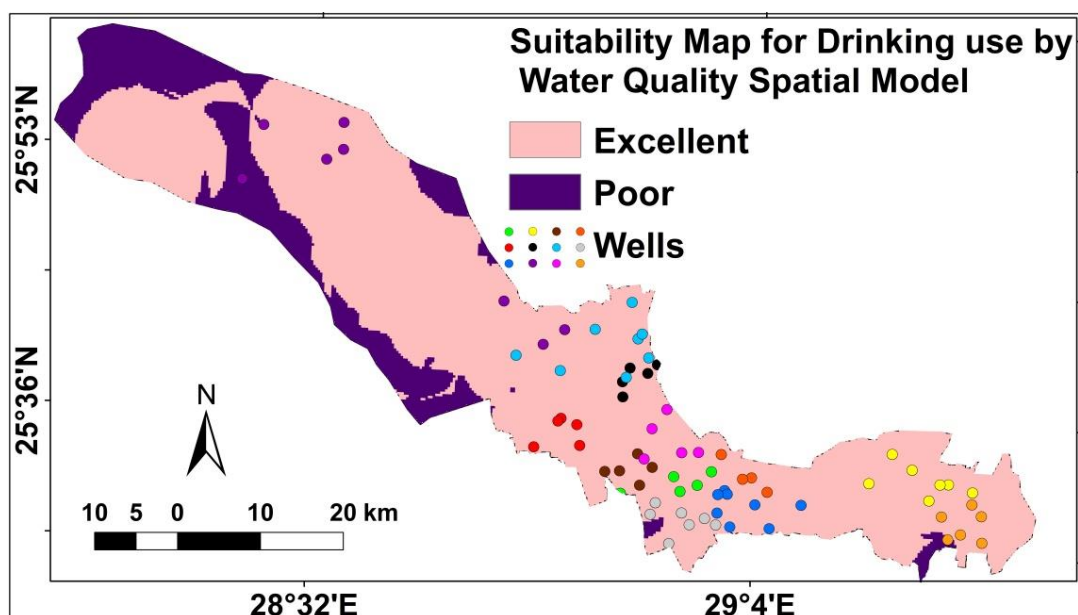 Suitability Map for Drinking use by
Water Quality Spatial Model
Excellent
Poor
Wells
25°53'N
25°36'N
N
10 5 0 10 20 km
28°32'E 29°4'E